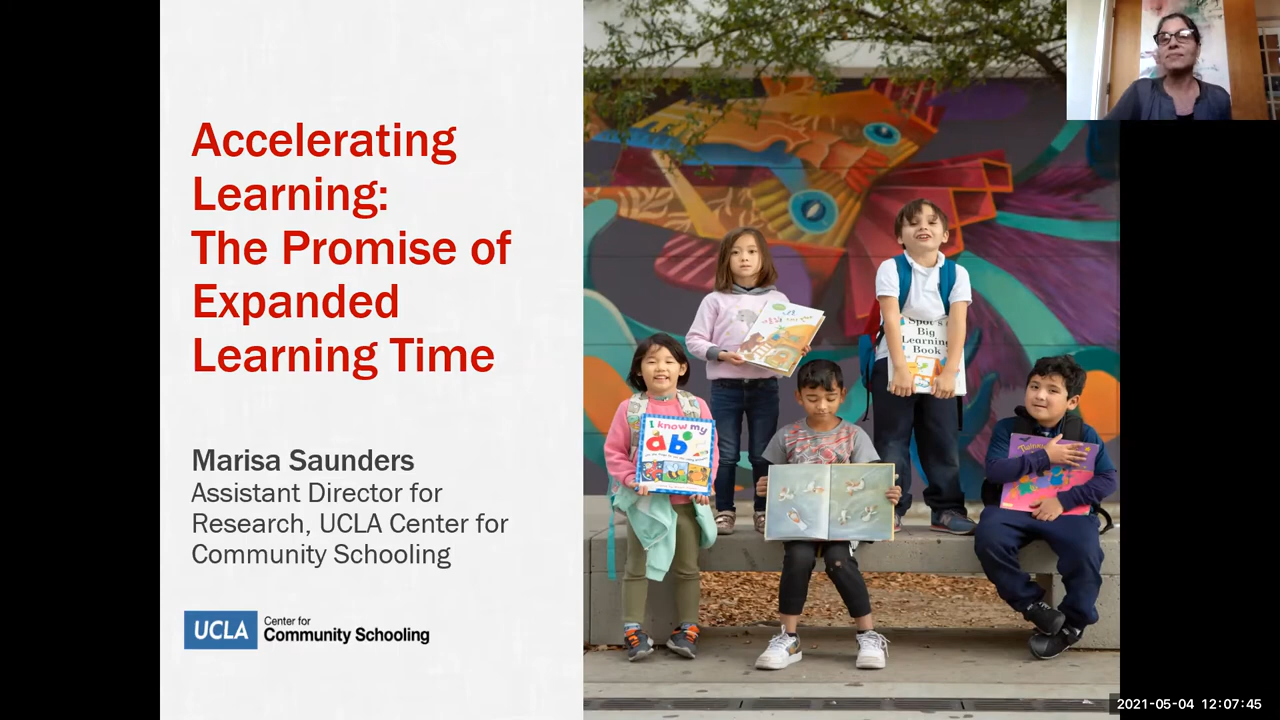 Accelerating
Learning:
The Promise of
Expanded
Learning Time
Marisa Saunders
Assistant Director for
Research, UCLA Center for
Community Schooling
UCLA
Center for
Community Schooling
Spot's
Big
Learning
Book
I know my
ab
2021-05-04 12:07:45